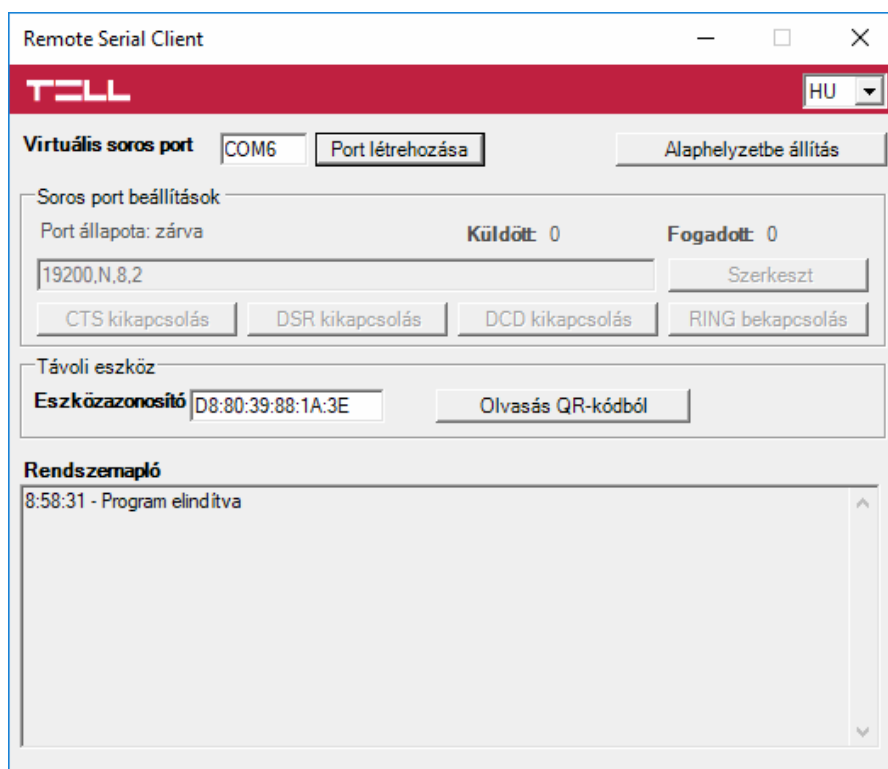 Remote Serial Client
TELL HU
Virtuális soros port COM6 Port létrehozása Alaphelyzetbe állítás
Soros port beállítások
Port állapota: zárva Küldött: 0 Fogadott: 0
19200,N,8,2 Szerkeszt
CTS kikapcsolás DSR kikapcsolás DCD kikapcsolás RING bekapcsolás
Távoli eszköz
Eszközazonosító D8:80:39:88:1A:3E Olvasás QR-kódból
Rendszernapló
8:58:31 - Program elindítva